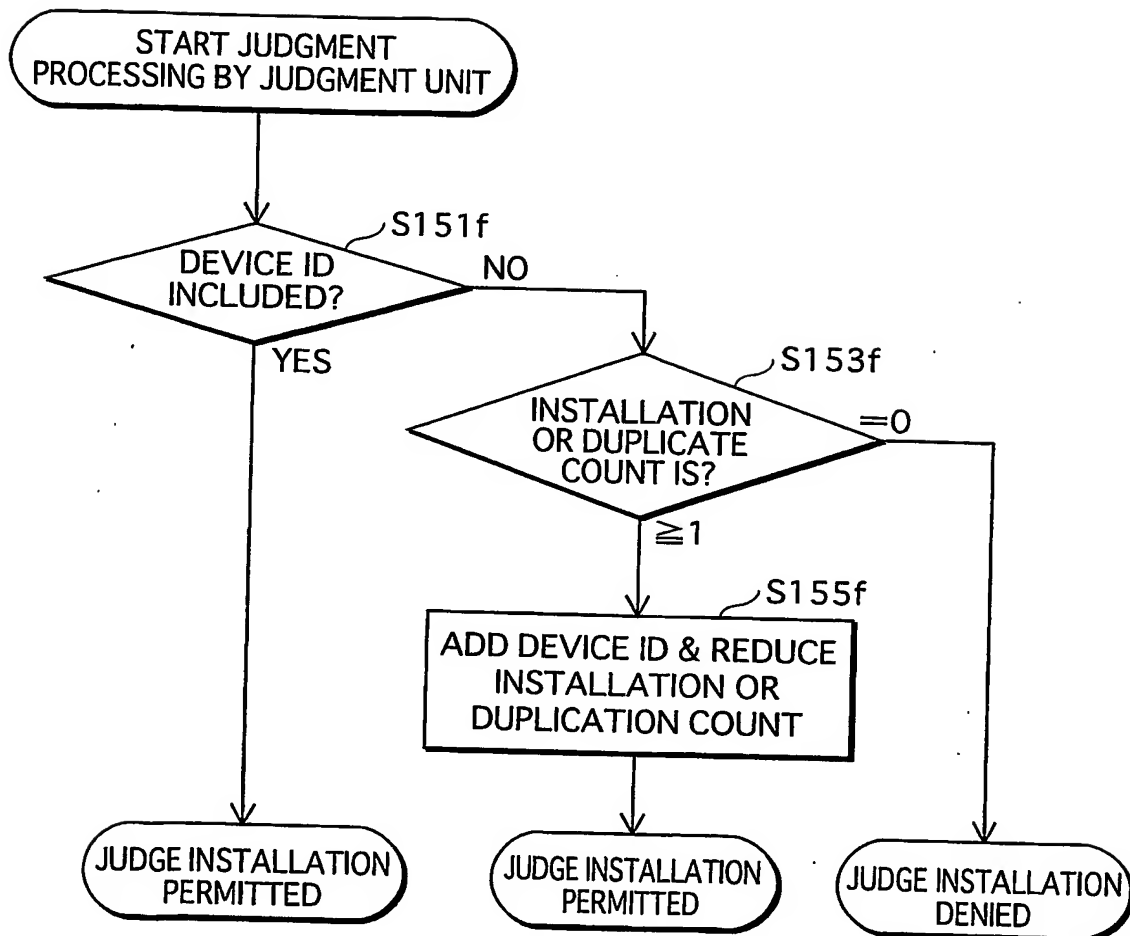 START JUDGMENT
PROCESSING BY JUDGMENT UNIT
S151f
DEVICE ID
INCLUDED?
NO
YES
S153f
INSTALLATION
OR DUPLICATE
COUNT IS?
=0
≧1
S155f
ADD DEVICE ID & REDUCE
INSTALLATION OR
DUPLICATION COUNT
JUDGE INSTALLATION
PERMITTED
JUDGE INSTALLATION
PERMITTED
JUDGE INSTALLATION
DENIED